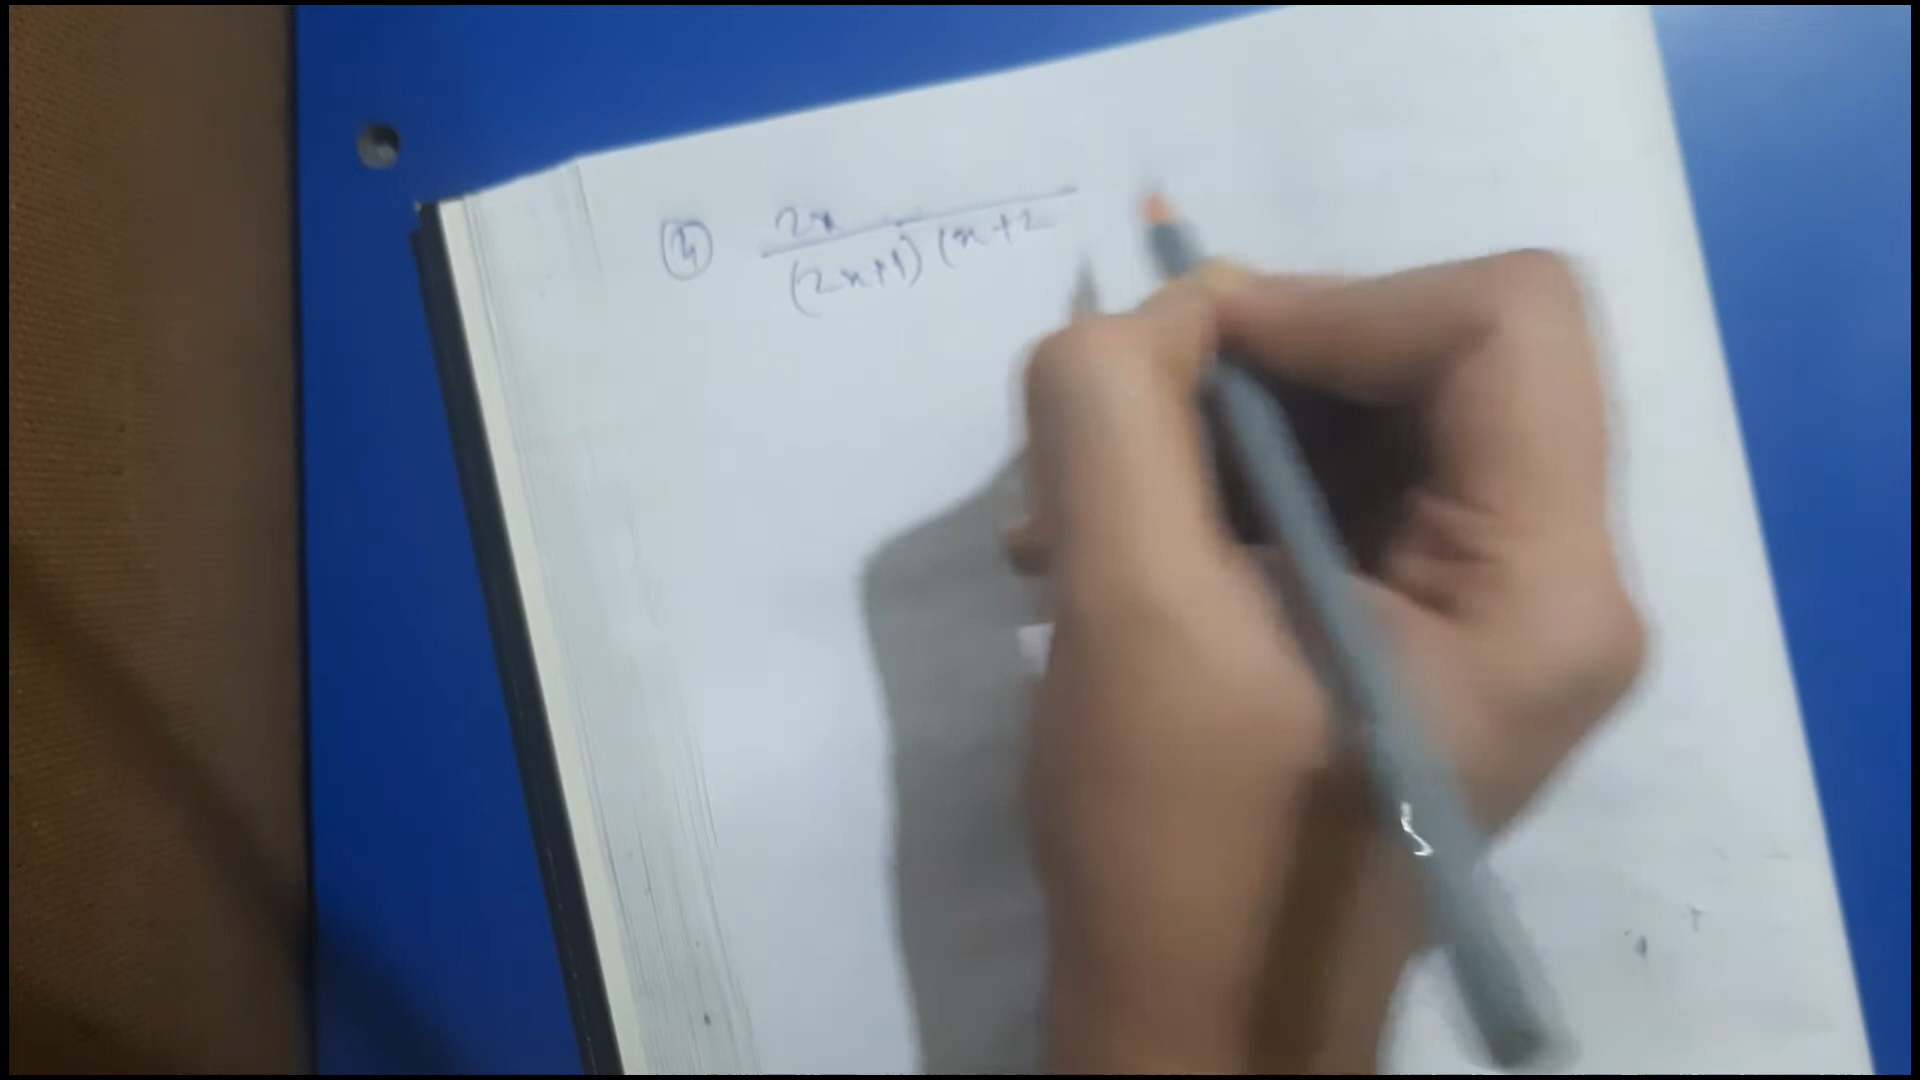 ④ 2x
(2x+1) (x+2